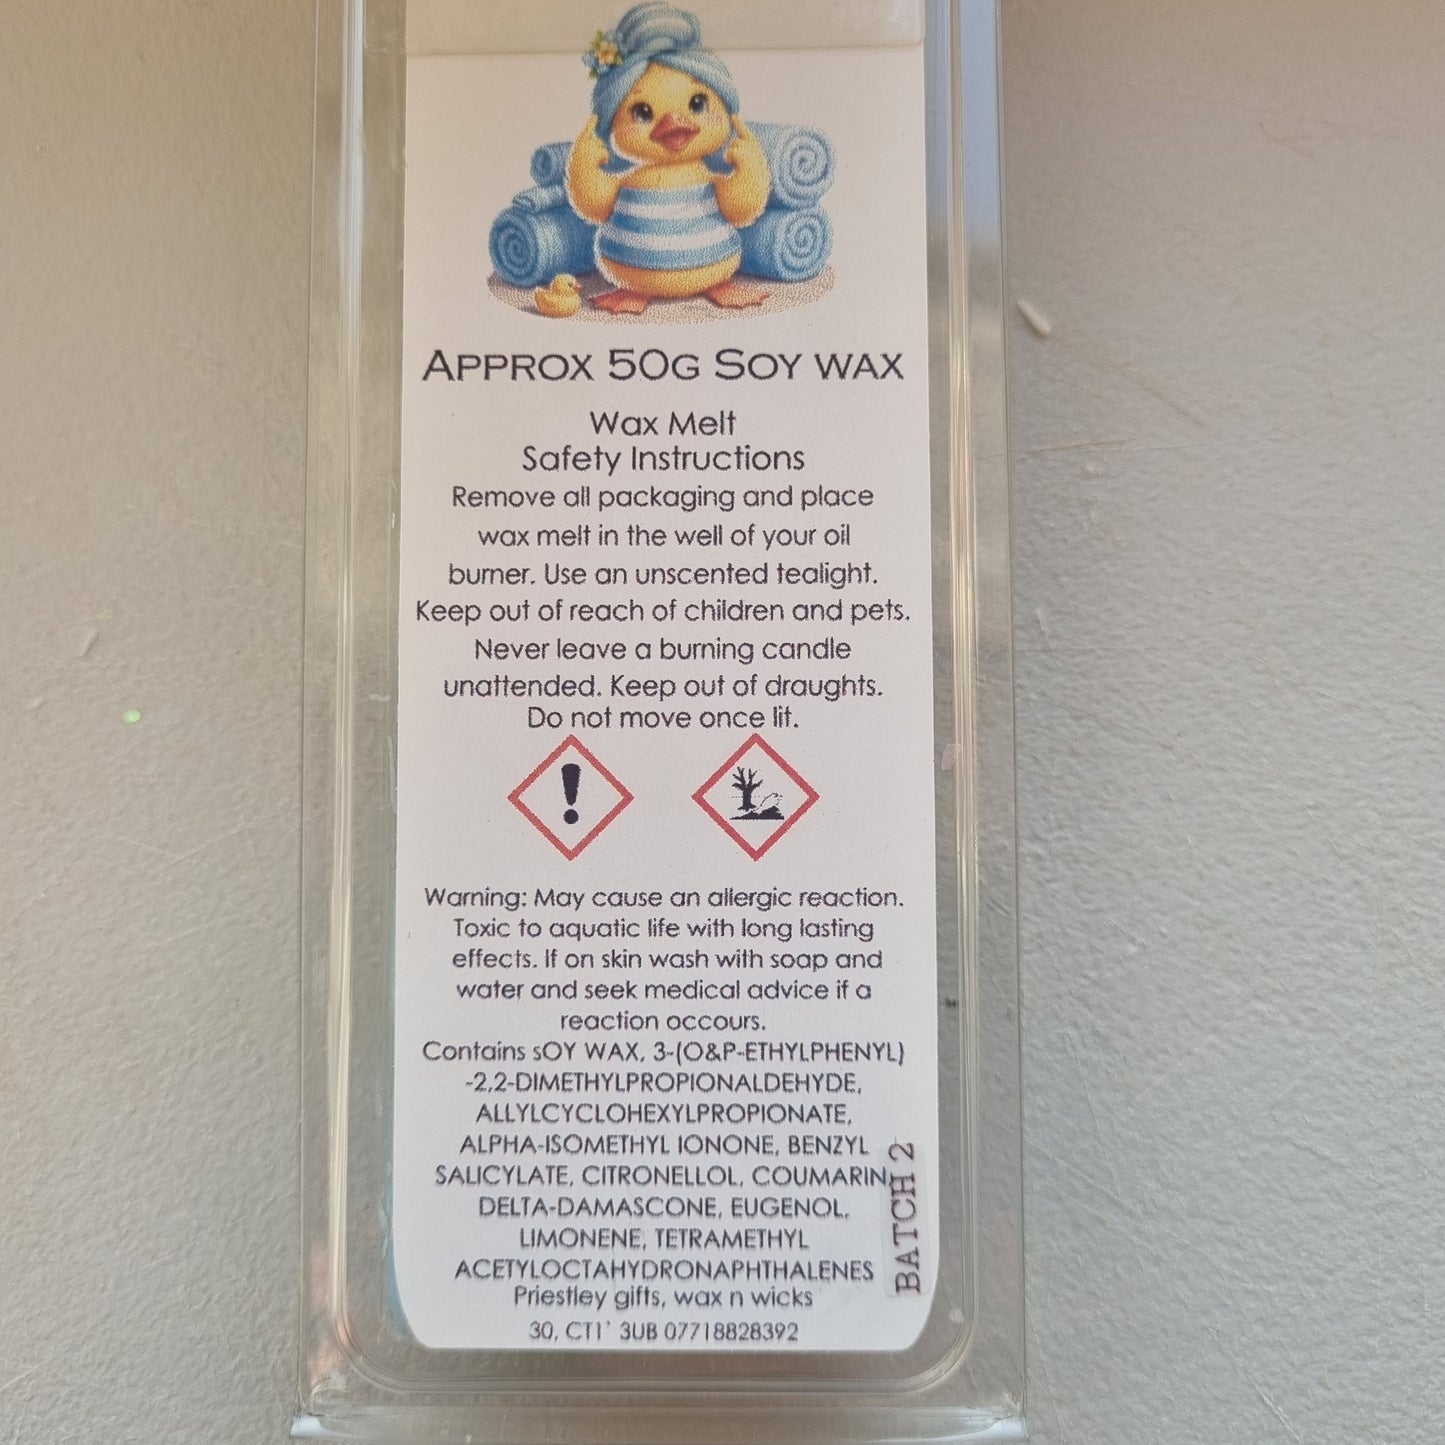 APPROX 50G SOY WAX
Wax Melt
Safety Instructions
Remove all packaging and place
wax melt in the well of your oil
burner. Use an unscented tealight.
Keep out of reach of children and pets.
Never leave a burning candle
unattended. Keep out of draughts.
Do not move once lit.
Warning: May cause an allergic reaction.
Toxic to aquatic life with long lasting
effects. If on skin wash with soap and
water and seek medical advice if a
reaction occours.
Contains sOY WAX, 3-(O&P-ETHYLPHENYL)
-2,2-DIMETHYLPROPIONALDEHYDE,
ALLYLCYCLOHEXYLPROPIONATE,
ALPHA-ISOMETHYL IONONE, BENZYL
SALICYLATE, CITRONELLOL, COUMARIN,
DELTA-DAMASCONE, EUGENOL,
LIMONENE, TETRAMETHYL
ACETYLOCTAHYDRONAPHTHALENES
Priestley gifts, wax n wicks
30, CT1' 3UB 07718828392
BATCH 2